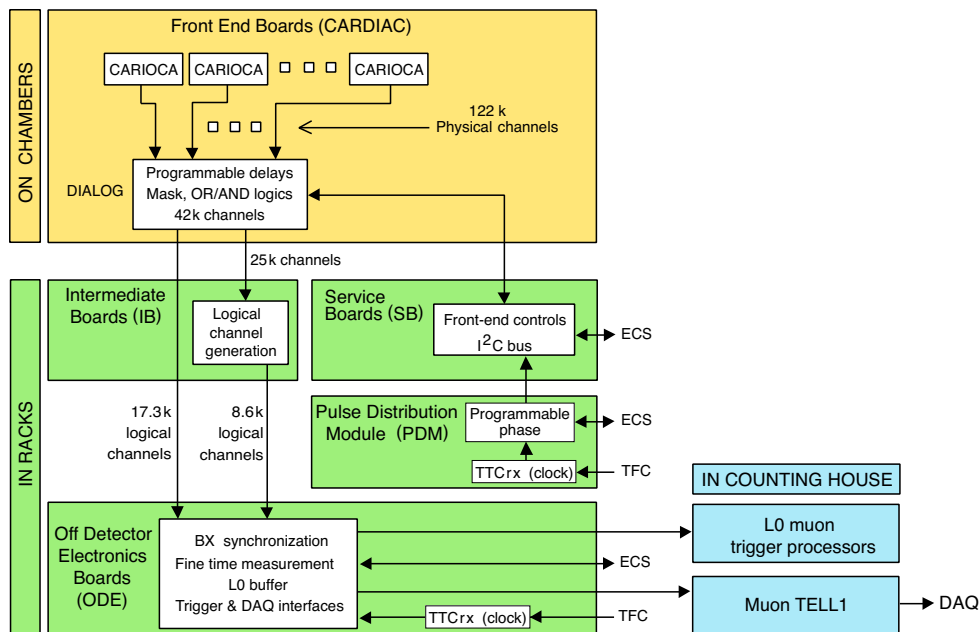 Front End Boards (CARDIAC)
ON CHAMBERS
CARIOCA
CARIOCA
CARIOCA
122 k
Physical channels
DIALOG
Programmable delays
Mask, OR/AND logics
42k channels
25k channels
IN RACKS
Intermediate
Boards (IB)
Logical
channel
generation
Service
Boards (SB)
Front-end controls
I²C bus
ECS
17.3k
logical
channels
8.6k
logical
channels
Pulse Distribution
Module (PDM)
Programmable
phase
ECS
TTCrx (clock)
TFC
IN COUNTING HOUSE
Off Detector
Electronics
Boards
(ODE)
BX synchronization
Fine time measurement
L0 buffer
Trigger & DAQ interfaces
L0 muon
trigger processors
ECS
TTCrx (clock)
TFC
Muon TELL1
DAQ